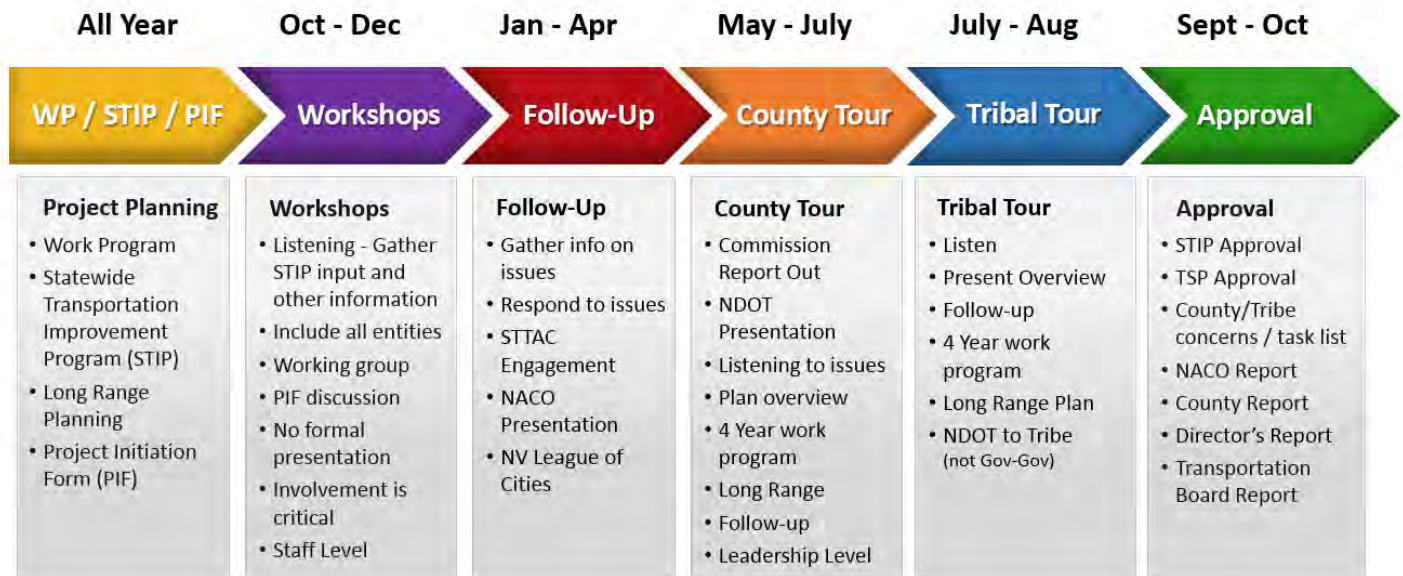 All Year
Oct - Dec
Jan - Apr
May - July
July - Aug
Sept - Oct
WP / STIP / PIF
Workshops
Follow-Up
County Tour
Tribal Tour
Approval
Project Planning
• Work Program
• Statewide
Transportation
Improvement
Program (STIP)
• Long Range
Planning
• Project Initiation
Form (PIF)
Workshops
• Listening - Gather
STIP input and
other information
• Include all entities
• Working group
• PIF discussion
• No formal
presentation
• Involvement is
critical
• Staff Level
Follow-Up
• Gather info on
issues
• Respond to issues
• STTAC
Engagement
• NACO
Presentation
• NV League of
Cities
County Tour
• Commission
Report Out
• NDOT
Presentation
• Listening to issues
• Plan overview
• 4 Year work
program
• Long Range
• Follow-up
• Leadership Level
Tribal Tour
• Listen
• Present Overview
• Follow-up
• 4 Year work
program
• Long Range Plan
• NDOT to Tribe
(not Gov-Gov)
Approval
• STIP Approval
• TSP Approval
• County/Tribe
concerns / task list
• NACO Report
• County Report
• Director's Report
• Transportation
Board Report